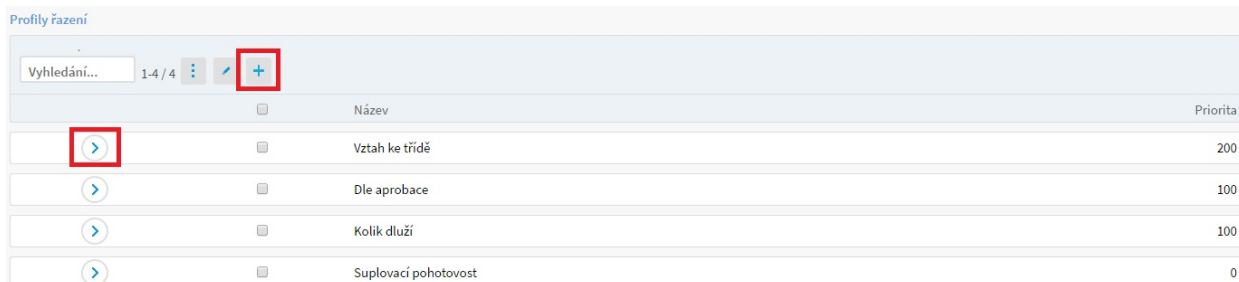 Profily řazení
Vyhledání... 1-4 / 4
Název Priorita
Vztah ke třídě 200
Dle aprobace 100
Kolik dluží 100
Suplovací pohotovost 0